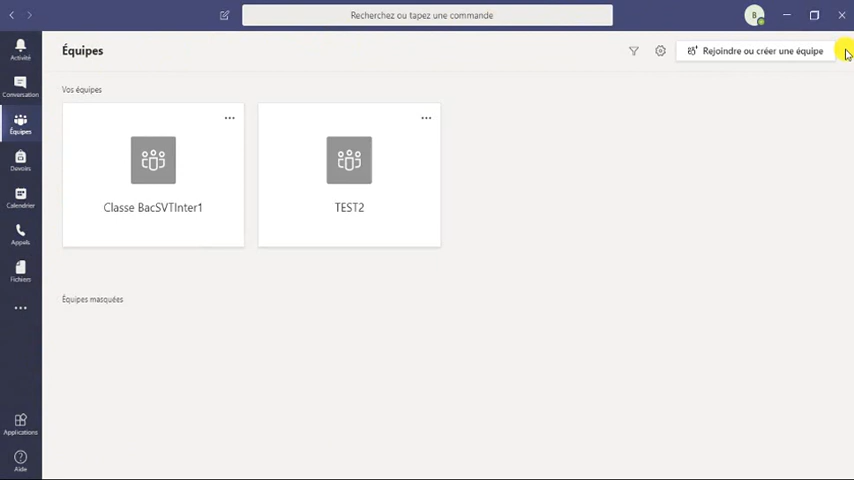 Recherchez ou tapez une commande
B
Activité
Conversation
Équipes
Devoirs
Calendrier
Appels
Fichiers
Applications
Aide
Équipes
Rejoindre ou créer une équipe
Vos équipes
Classe BacSVTInter1
TEST2
Équipes masquées